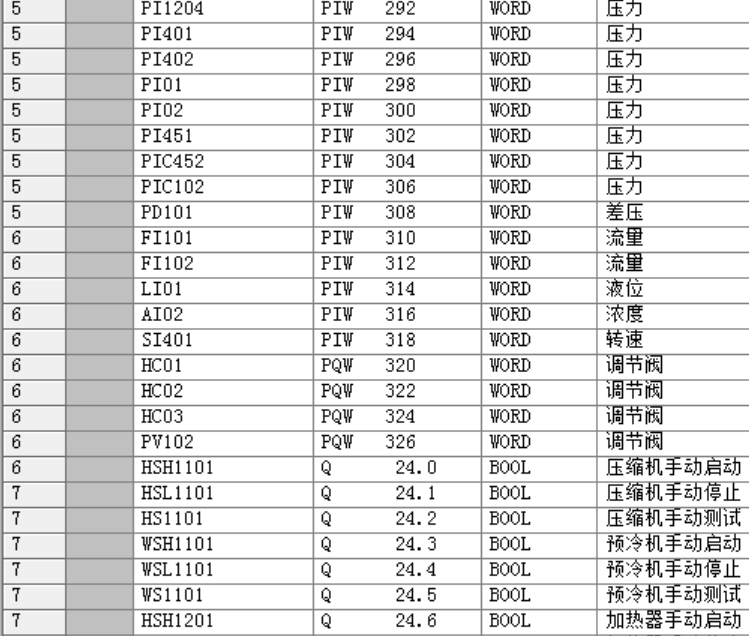 5 PI1204 PIW 292 WORD 压力
5 PI401 PIW 294 WORD 压力
5 PI402 PIW 296 WORD 压力
5 PI01 PIW 298 WORD 压力
5 PI02 PIW 300 WORD 压力
5 PI451 PIW 302 WORD 压力
5 PIC452 PIW 304 WORD 压力
5 PIC102 PIW 306 WORD 压力
5 PD101 PIW 308 WORD 差压
6 FI101 PIW 310 WORD 流量
6 FI102 PIW 312 WORD 流量
6 LI01 PIW 314 WORD 液位
6 AI02 PIW 316 WORD 浓度
6 SI401 PIW 318 WORD 转速
6 HC01 PQW 320 WORD 调节阀
6 HC02 PQW 322 WORD 调节阀
6 HC03 PQW 324 WORD 调节阀
6 PV102 PQW 326 WORD 调节阀
6 HSH1101 Q 24.0 BOOL 压缩机手动启动
7 HSL1101 Q 24.1 BOOL 压缩机手动停止
7 HS1101 Q 24.2 BOOL 压缩机手动测试
7 WSH1101 Q 24.3 BOOL 预冷机手动启动
7 WSL1101 Q 24.4 BOOL 预冷机手动停止
7 WS1101 Q 24.5 BOOL 预冷机手动测试
7 HSH1201 Q 24.6 BOOL 加热器手动启动